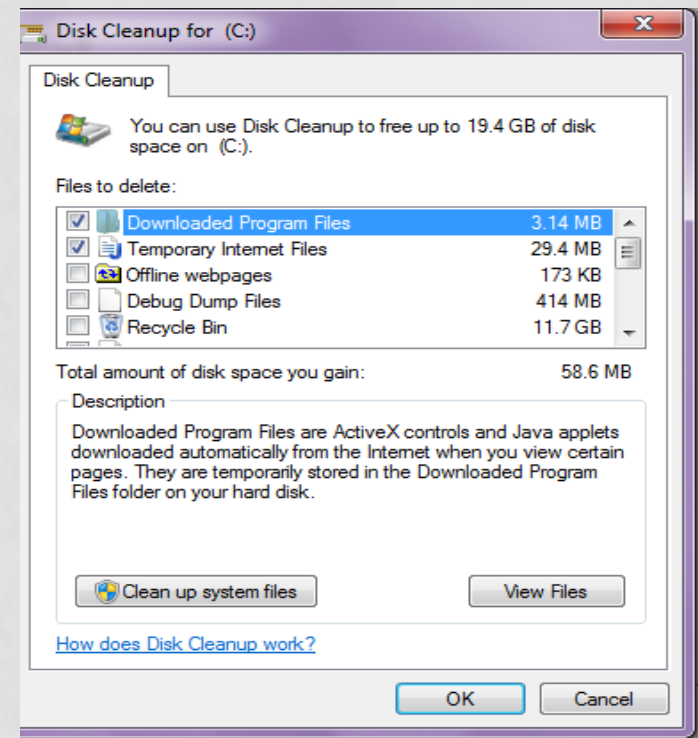 Disk Cleanup for (C:)
Disk Cleanup
You can use Disk Cleanup to free up to 19.4 GB of disk
space on (C:).
Files to delete:
Downloaded Program Files 3.14 MB
Temporary Internet Files 29.4 MB
Offline webpages 173 KB
Debug Dump Files 414 MB
Recycle Bin 11.7 GB
Total amount of disk space you gain: 58.6 MB
Description
Downloaded Program Files are ActiveX controls and Java applets
downloaded automatically from the Internet when you view certain
pages. They are temporarily stored in the Downloaded Program
Files folder on your hard disk.
Clean up system files View Files
How does Disk Cleanup work?
OK Cancel